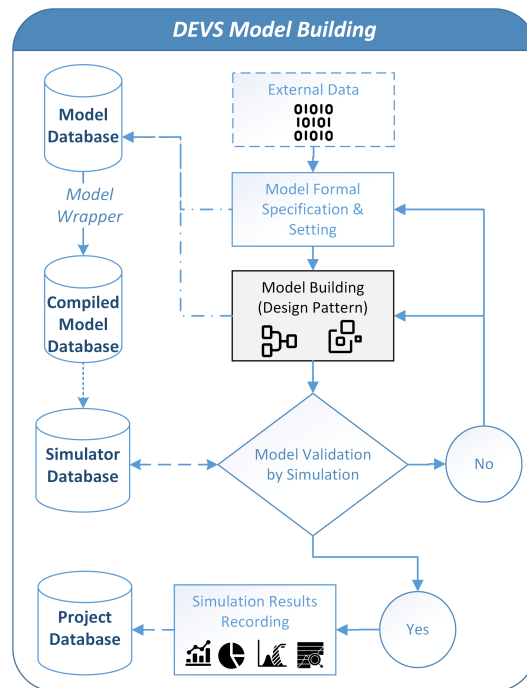 DEVS Model Building
External Data
01010
10101
01010
Model
Database
Model Formal
Specification &
Setting
Model
Wrapper
Model Building
(Design Pattern)
Compiled
Model
Database
Model Validation
by Simulation
No
Simulator
Database
Simulation Results
Recording
Project
Database
Yes